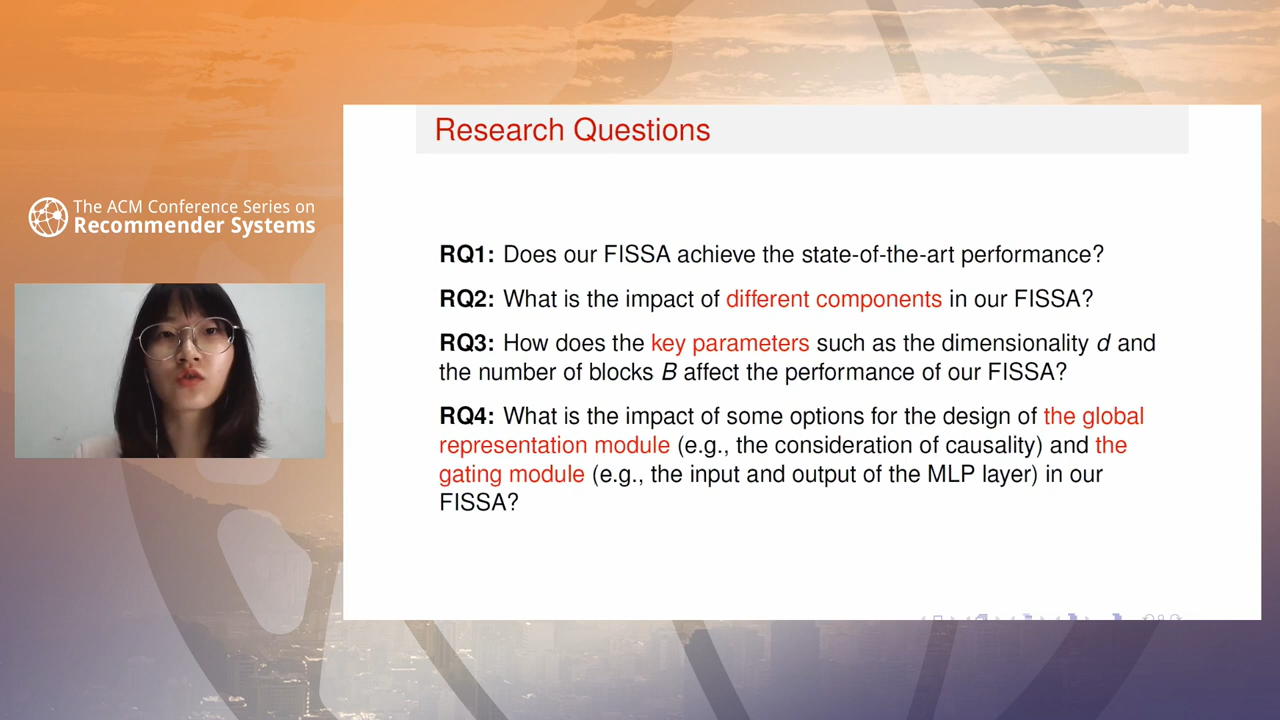 The ACM Conference Series on
Recommender Systems
Research Questions
RQ1: Does our FISSA achieve the state-of-the-art performance?
RQ2: What is the impact of different components in our FISSA?
RQ3: How does the key parameters such as the dimensionality d and
the number of blocks B affect the performance of our FISSA?
RQ4: What is the impact of some options for the design of the global
representation module (e.g., the consideration of causality) and the
gating module (e.g., the input and output of the MLP layer) in our
FISSA?